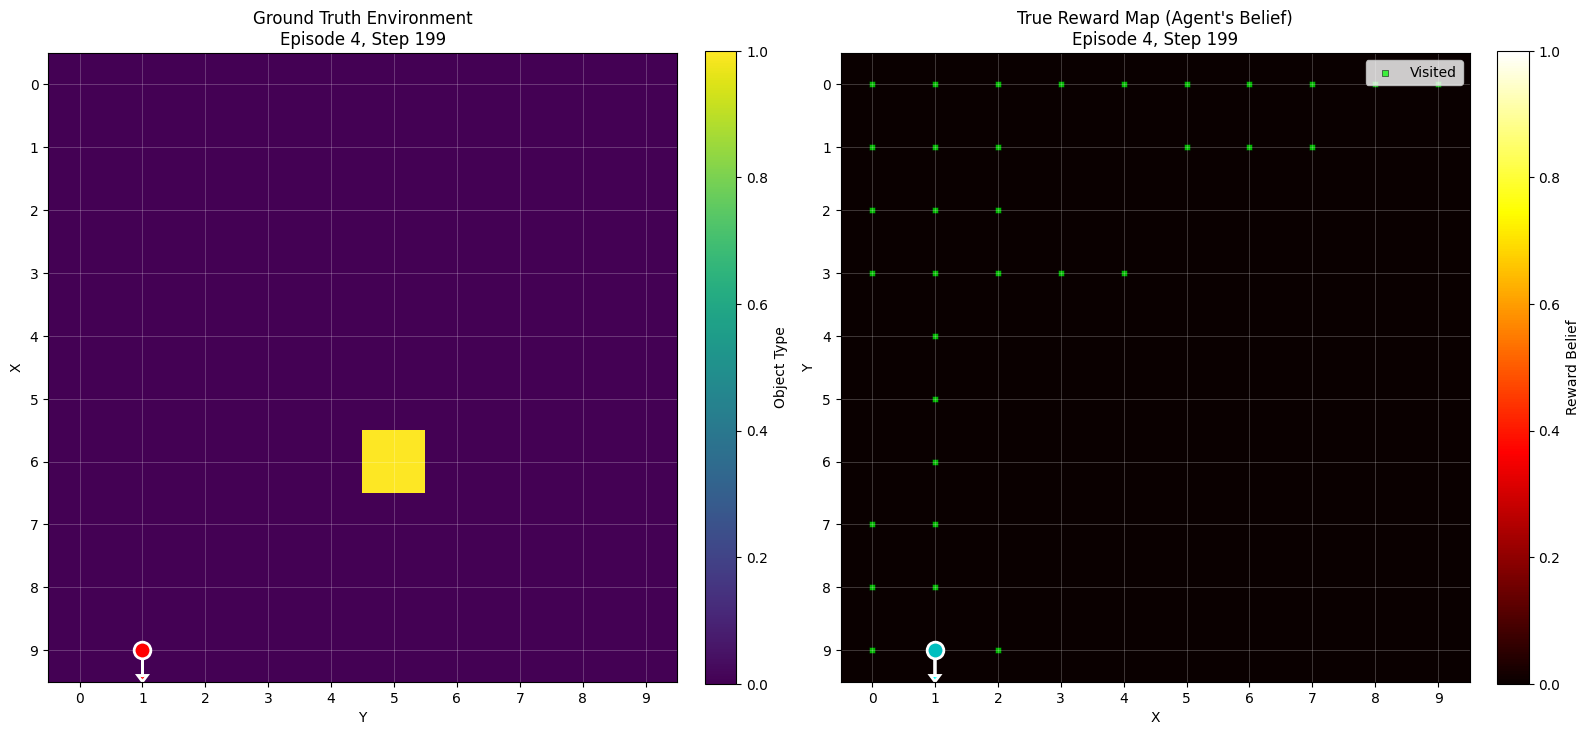 Ground Truth Environment
Episode 4, Step 199
0
1
2
3
4
5
6
7
8
9
X
0 1 2 3 4 5 6 7 8 9
Y
1.0
0.8
0.6
0.4
0.2
0.0
Object Type
True Reward Map (Agent's Belief)
Episode 4, Step 199
Visited
0
1
2
3
4
5
6
7
8
9
Y
0 1 2 3 4 5 6 7 8 9
X
1.0
0.8
0.6
0.4
0.2
0.0
Reward Belief